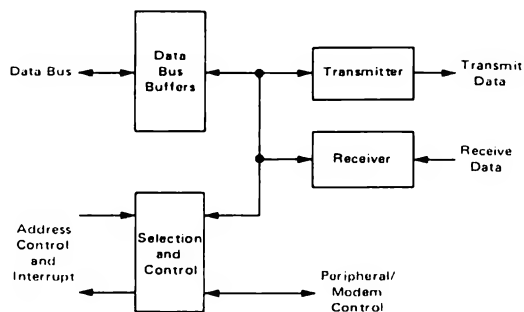 Data Bus
Data
Bus
Buffers
Transmitter
Transmit
Data
Receiver
Receive
Data
Address
Control
and
Interrupt
Selection
and
Control
Peripheral/
Modem
Control